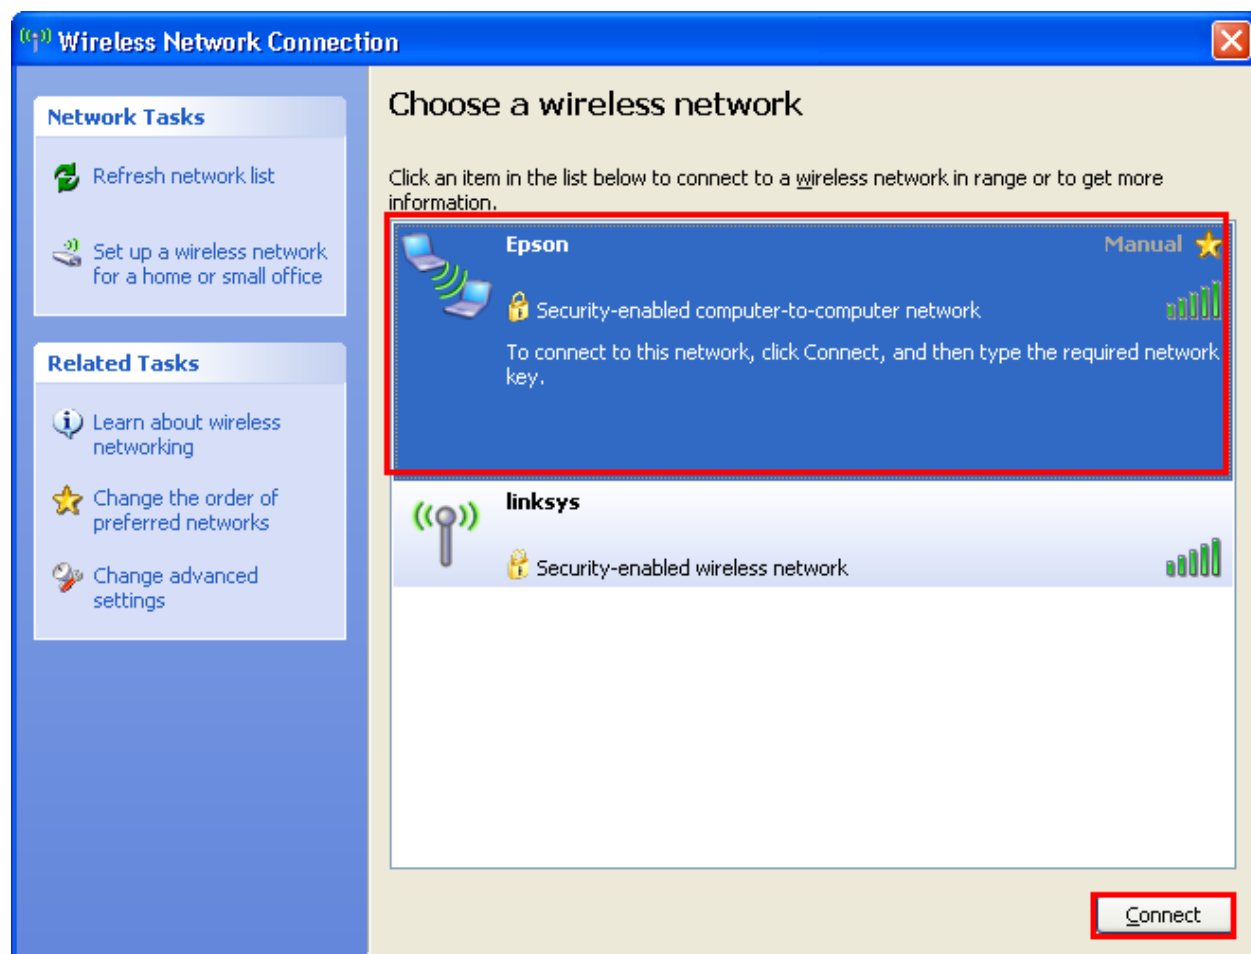 Wireless Network Connection
Network Tasks
Refresh network list
Set up a wireless network
for a home or small office
Related Tasks
Learn about wireless
networking
Change the order of
preferred networks
Change advanced
settings
Choose a wireless network
Click an item in the list below to connect to a wireless network in range or to get more
information.
Epson Manual
Security-enabled computer-to-computer network
To connect to this network, click Connect, and then type the required network
key.
linksys
Security-enabled wireless network
Connect